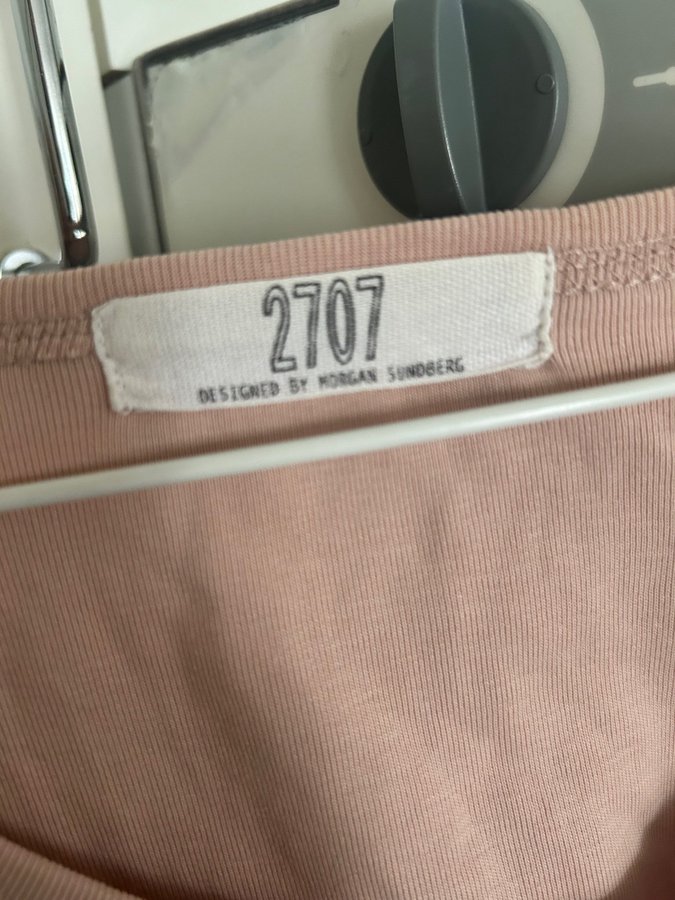 2707
DESIGNED BY MORGAN SUNDBERG